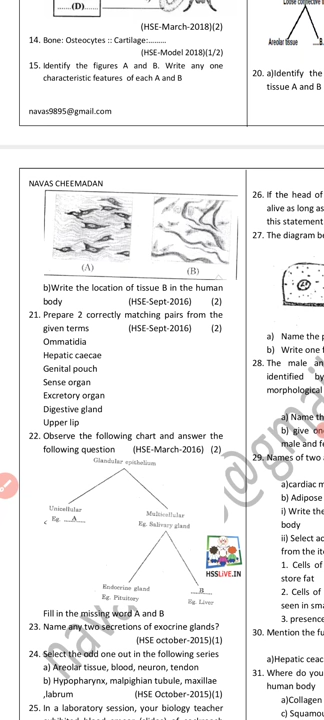 ......(D)......
(HSE-March-2018)(2)
14. Bone: Osteocytes :: Cartilage:.........
(HSE-Model 2018)(1/2)
15. Identify the figures A and B. Write any one
characteristic features of each A and B
navas9895@gmail.com
Loose connective
Areolar tissue
20. a)Identify the
tissue A and B
NAVAS CHEEMADAN
(A)
(B)
b)Write the location of tissue B in the human
body (HSE-Sept-2016) (2)
21. Prepare 2 correctly matching pairs from the
given terms (HSE-Sept-2016) (2)
Ommatidia
Hepatic caecae
Genital pouch
Sense organ
Excretory organ
Digestive gland
Upper lip
22. Observe the following chart and answer the
following question (HSE-March-2016) (2)
Glandular epithelium
Unicellular
Eg. ....A....
Multicellular
Eg. Salivary gland
HSSLiVE.IN
Endocrine gland
Eg. Pituitory
....B....
Eg. Liver
Fill in the missing word A and B
23. Name any two secretions of exocrine glands?
(HSE october-2015)(1)
24. Select the odd one out in the following series
a) Areolar tissue, blood, neuron, tendon
b) Hypopharynx, malpighian tubule, maxillae
,labrum (HSE October-2015)(1)
25. In a laboratory session, your biology teacher
26. If the head of
alive as long as
this statement
27. The diagram be
a) Name the p
b) Write one
28. The male an
identified by
morphological
a) Name th
b) give on
male and fe
29. Names of two
a)cardiac m
b) Adipose
i) Write the
body
ii) Select ac
from the it
1. Cells of
store fat
2. Cells of
seen in sma
3. presence
30. Mention the fu
a)Hepatic ceac
31. Where do you
human body
a)Collagen
c) Squamo